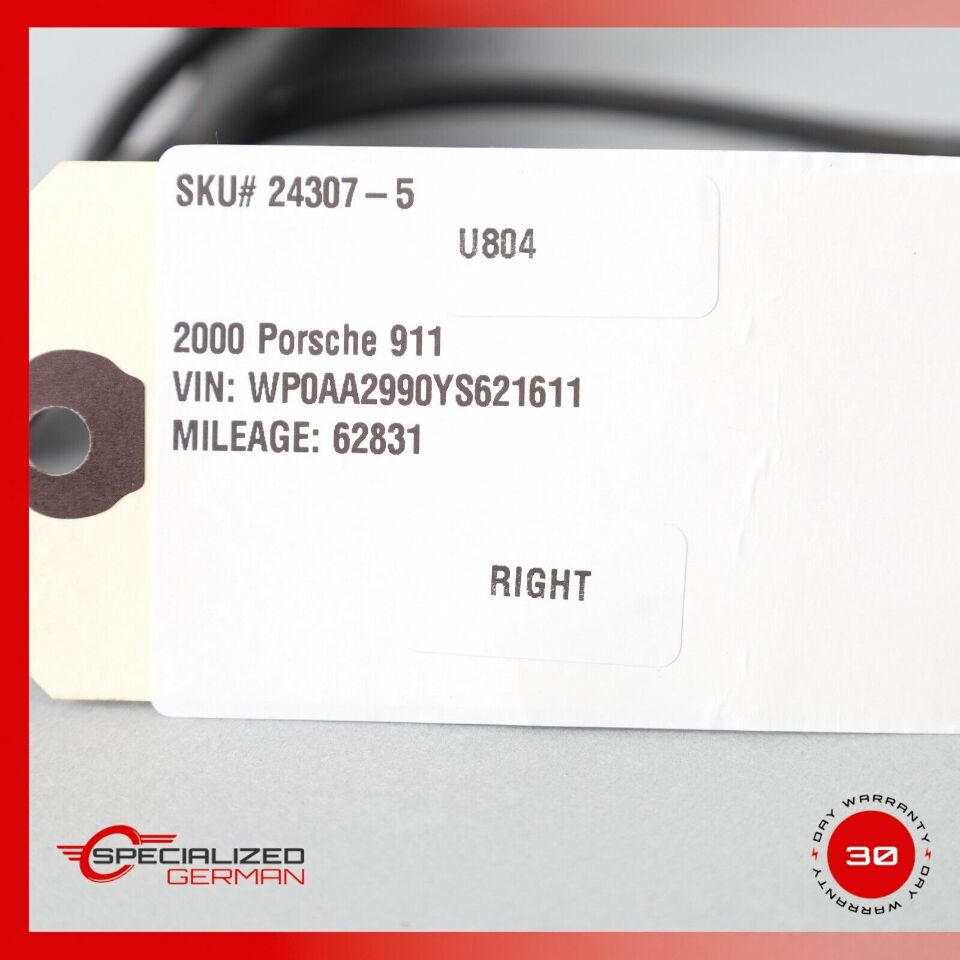 SKU# 24307-5
U804
2000 Porsche 911
VIN: WP0AA2990YS621611
MILEAGE: 62831
RIGHT
SPECIALIZED
GERMAN
DAY WARRANTY
30
DAY WARRANTY